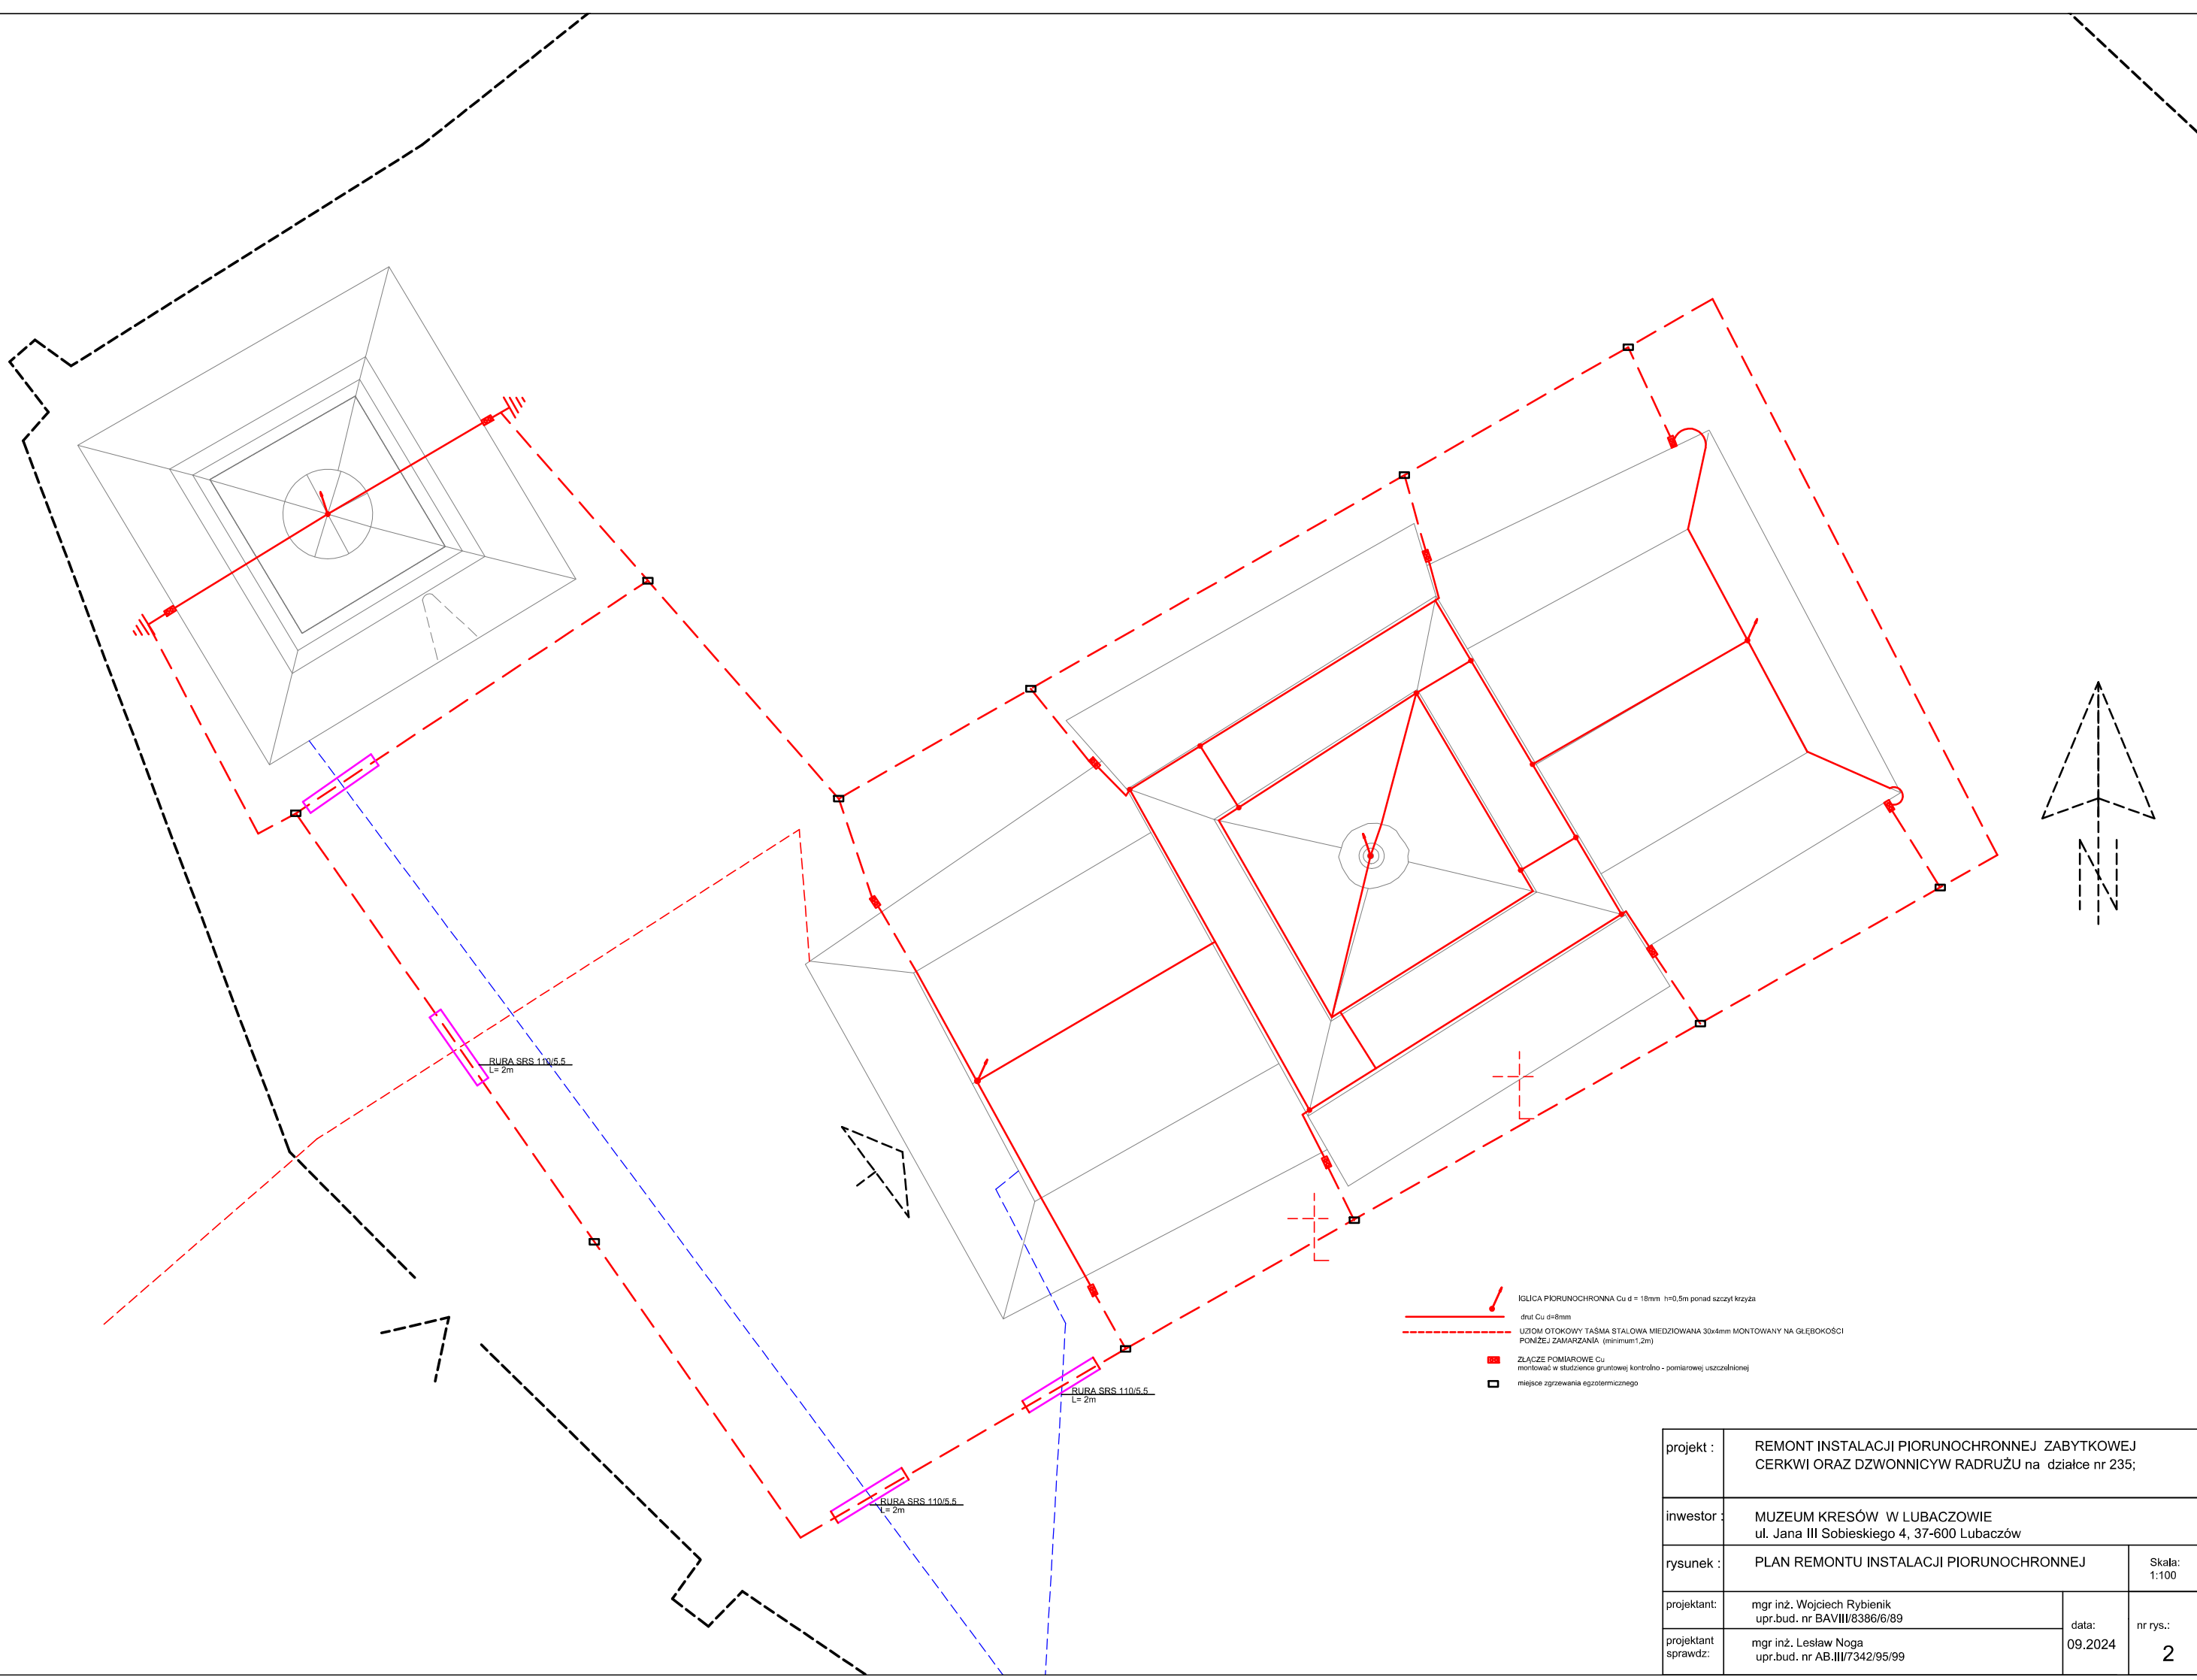 RURA SRS 110/5.5
L= 2m
RURA SRS 110/5.5
L= 2m
RURA SRS 110/5.5
L= 2m
N
IGLICA PIORUNOCHRONNA Cu d = 18mm h=0,5m ponad szczyt krzyża
drut Cu d=8mm
UZIOM OTOKOWY TAŚMA STALOWA MIEDZIOWANA 30x4mm MONTOWANY NA GŁĘBOKOŚCI
PONIŻEJ ZAMARZANIA (minimum1,2m)
ZŁĄCZE POMIAROWE Cu
montować w studzience gruntowej kontrolno - pomiarowej uszczelnionej
miejsce zgrzewania egzotermicznego
projekt :
REMONT INSTALACJI PIORUNOCHRONNEJ ZABYTKOWEJ
CERKWI ORAZ DZWONNICYW RADRUŻU na działce nr 235;
inwestor :
MUZEUM KRESÓW W LUBACZOWIE
ul. Jana III Sobieskiego 4, 37-600 Lubaczów
rysunek :
PLAN REMONTU INSTALACJI PIORUNOCHRONNEJ
Skala:
1:100
projektant:
mgr inż. Wojciech Rybienik
upr.bud. nr BAVIII/8386/6/89
projektant
sprawdz:
mgr inż. Lesław Noga
upr.bud. nr AB.III/7342/95/99
data:
09.2024
nr rys.:
2